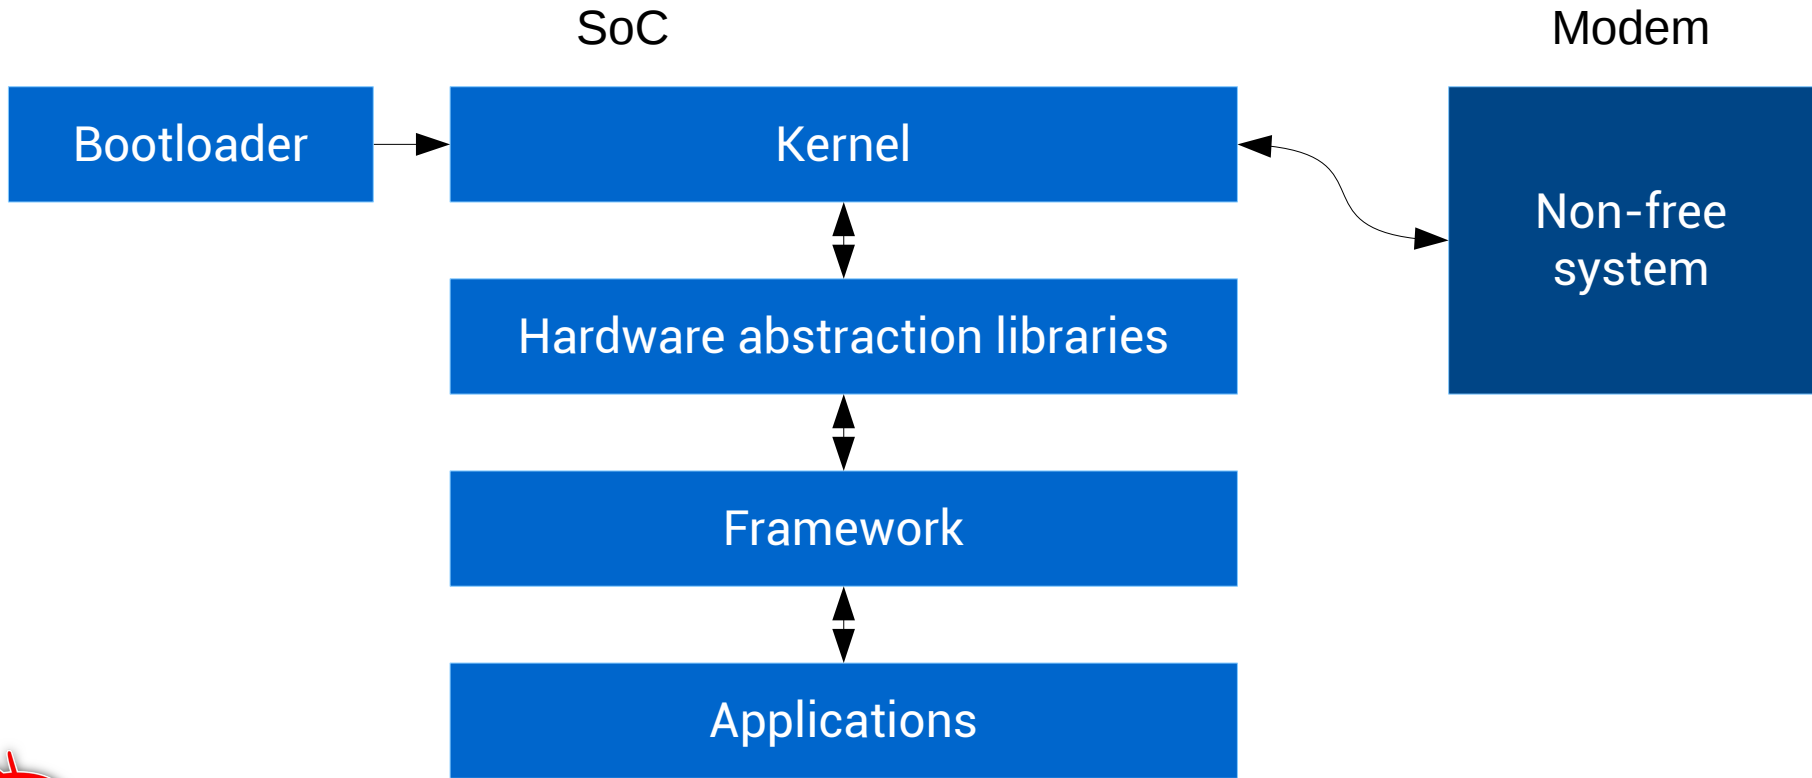 SoC
Modem
Bootloader
Kernel
Non-free
system
Hardware abstraction libraries
Framework
Applications